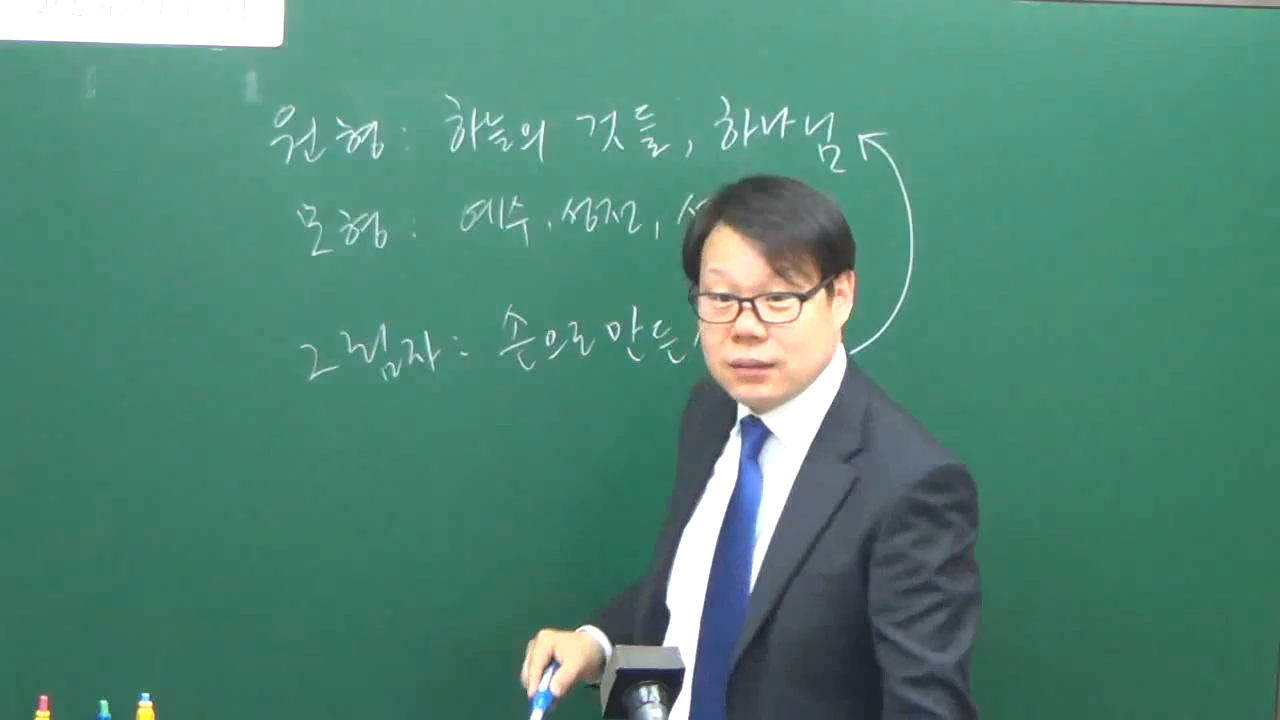 원형: 하늘의 것들, 하나님
모형: 예수, 성전,
그림자: 손으로 만든